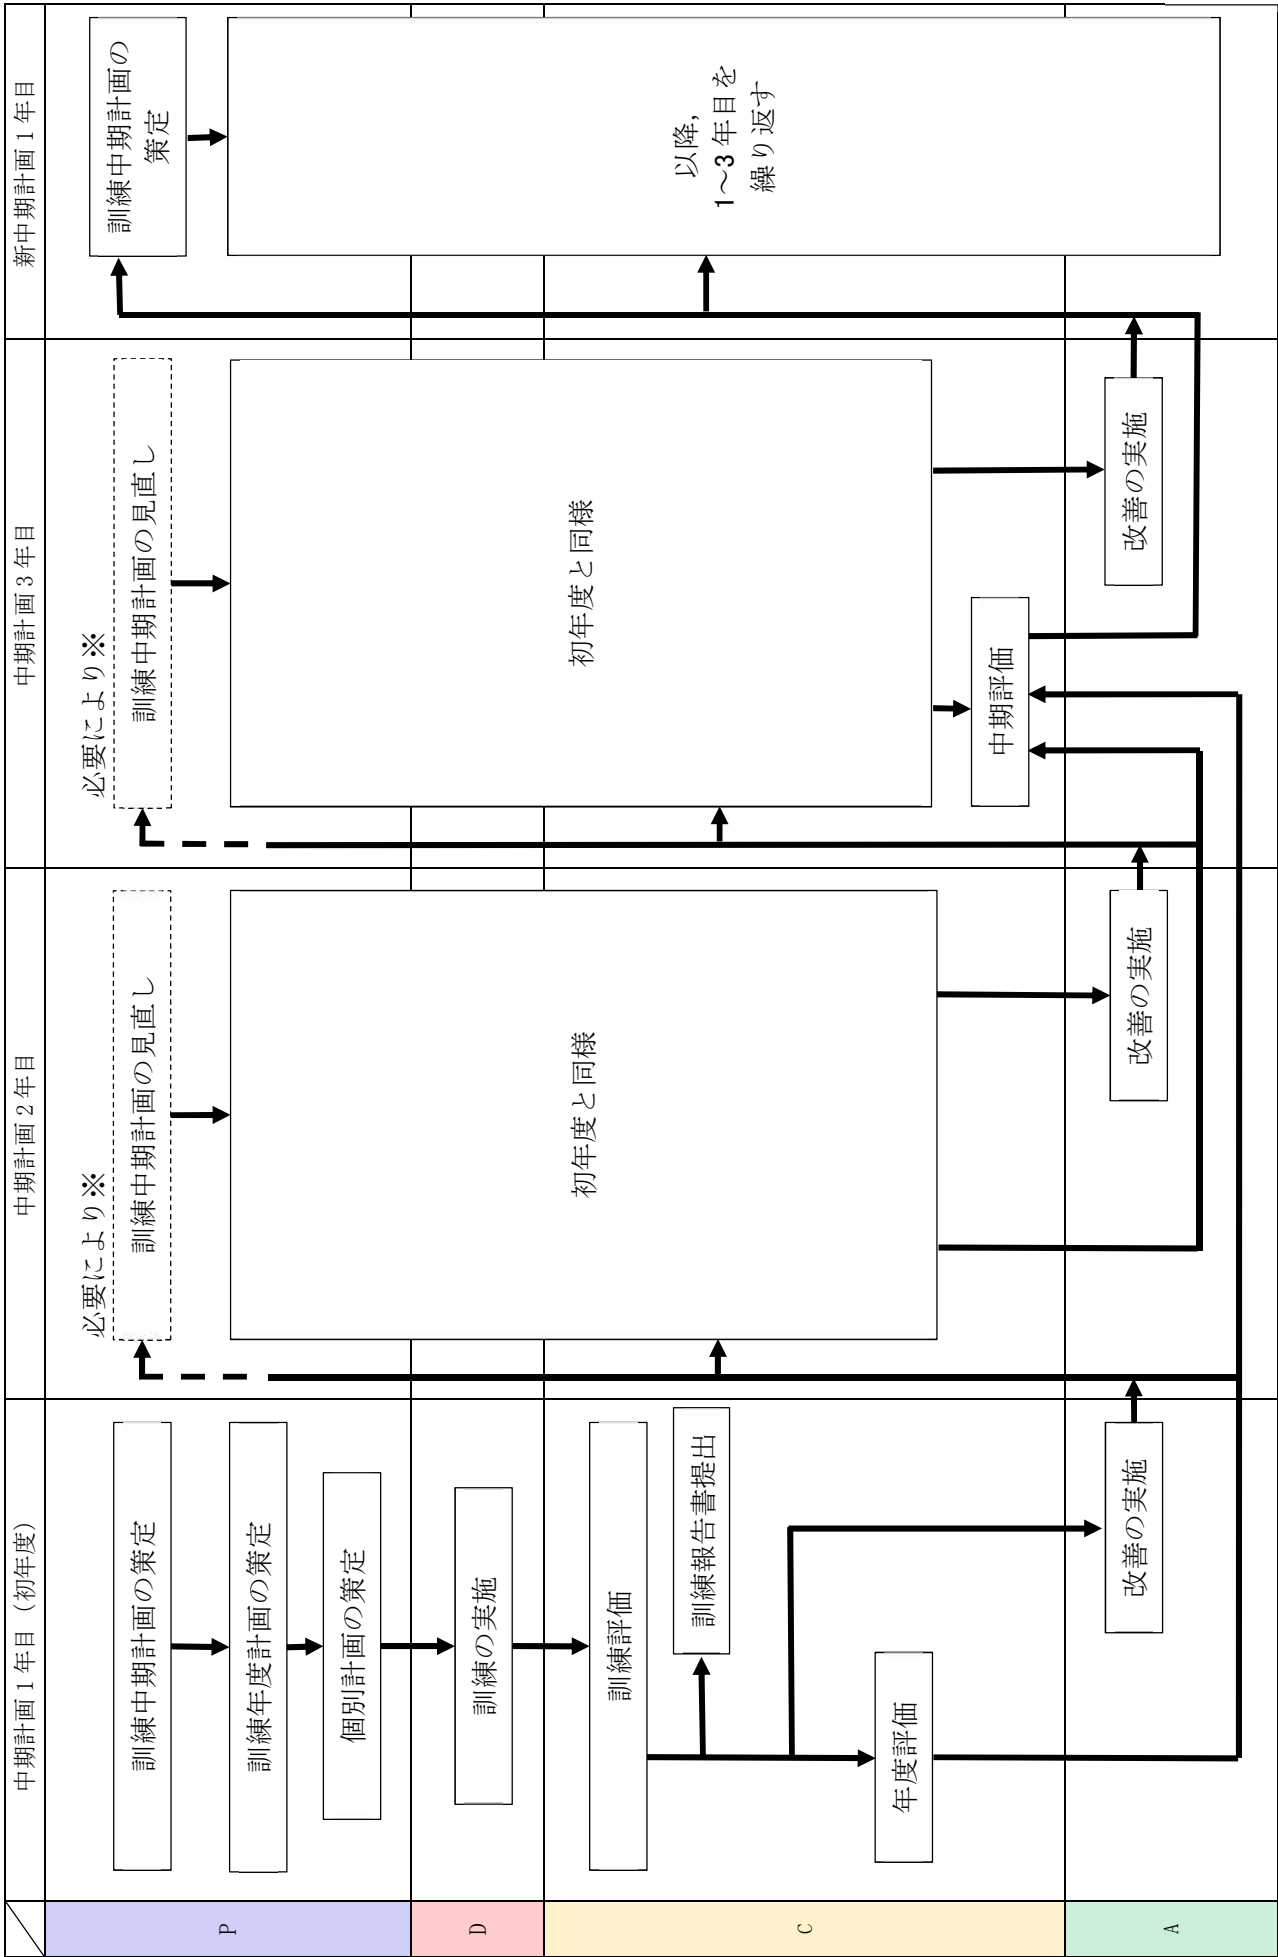 中期計画1年目（初年度）
中期計画2年目
中期計画3年目
新中期計画1年目
P
訓練中期計画の策定
訓練年度計画の策定
個別計画の策定
必要により※
訓練中期計画の見直し
必要により※
訓練中期計画の見直し
訓練中期計画の
策定
D
訓練の実施
初年度と同様
初年度と同様
以降，
1～3年目を
繰り返す
C
訓練評価
訓練報告書提出
年度評価
中期評価
A
改善の実施
改善の実施
改善の実施